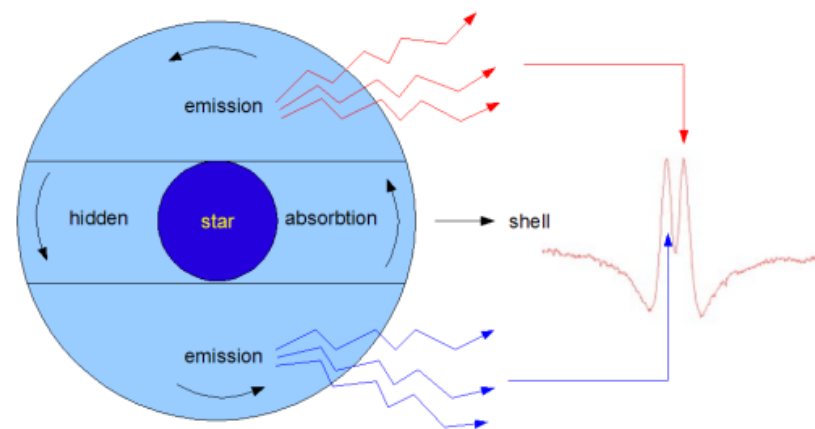 emission
hidden
star
absorbtion
shell
emission